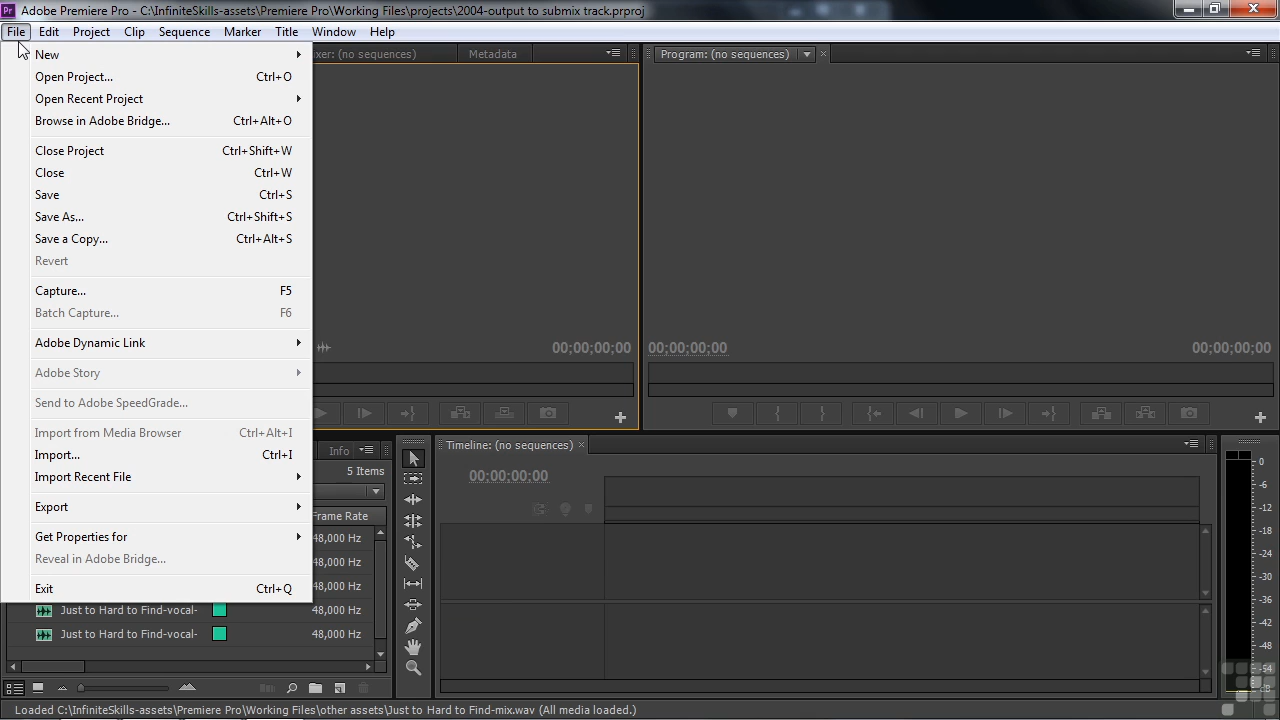 Pr Adobe Premiere Pro - C:\InfiniteSkills-assets\Premiere Pro\Working Files\projects\2004-output to submix track.prproj
File Edit Project Clip Sequence Marker Title Window Help
ixer: (no sequences) Metadata Program: (no sequences)
New
Open Project... Ctrl+O
Open Recent Project
Browse in Adobe Bridge... Ctrl+Alt+O
Close Project Ctrl+Shift+W
Close Ctrl+W
Save Ctrl+S
Save As... Ctrl+Shift+S
Save a Copy... Ctrl+Alt+S
Revert
Capture... F5
Batch Capture... F6
Adobe Dynamic Link
Adobe Story
Send to Adobe SpeedGrade...
Import from Media Browser Ctrl+Alt+I
Import... Ctrl+I
Import Recent File
Export
Get Properties for
Reveal in Adobe Bridge...
Exit Ctrl+Q
00;00;00;00 00;00;00;00 00;00;00;00
Info
5 Items
Frame Rate
48,000 Hz
48,000 Hz
48,000 Hz
Just to Hard to Find-vocal- 48,000 Hz
Just to Hard to Find-vocal- 48,000 Hz
Timeline: (no sequences)
00;00;00;00
0
-6
-12
-18
-24
-30
-36
-42
-48
-54
dB
Loaded C:\InfiniteSkills-assets\Premiere Pro\Working Files\other assets\Just to Hard to Find-mix.wav (All media loaded.)